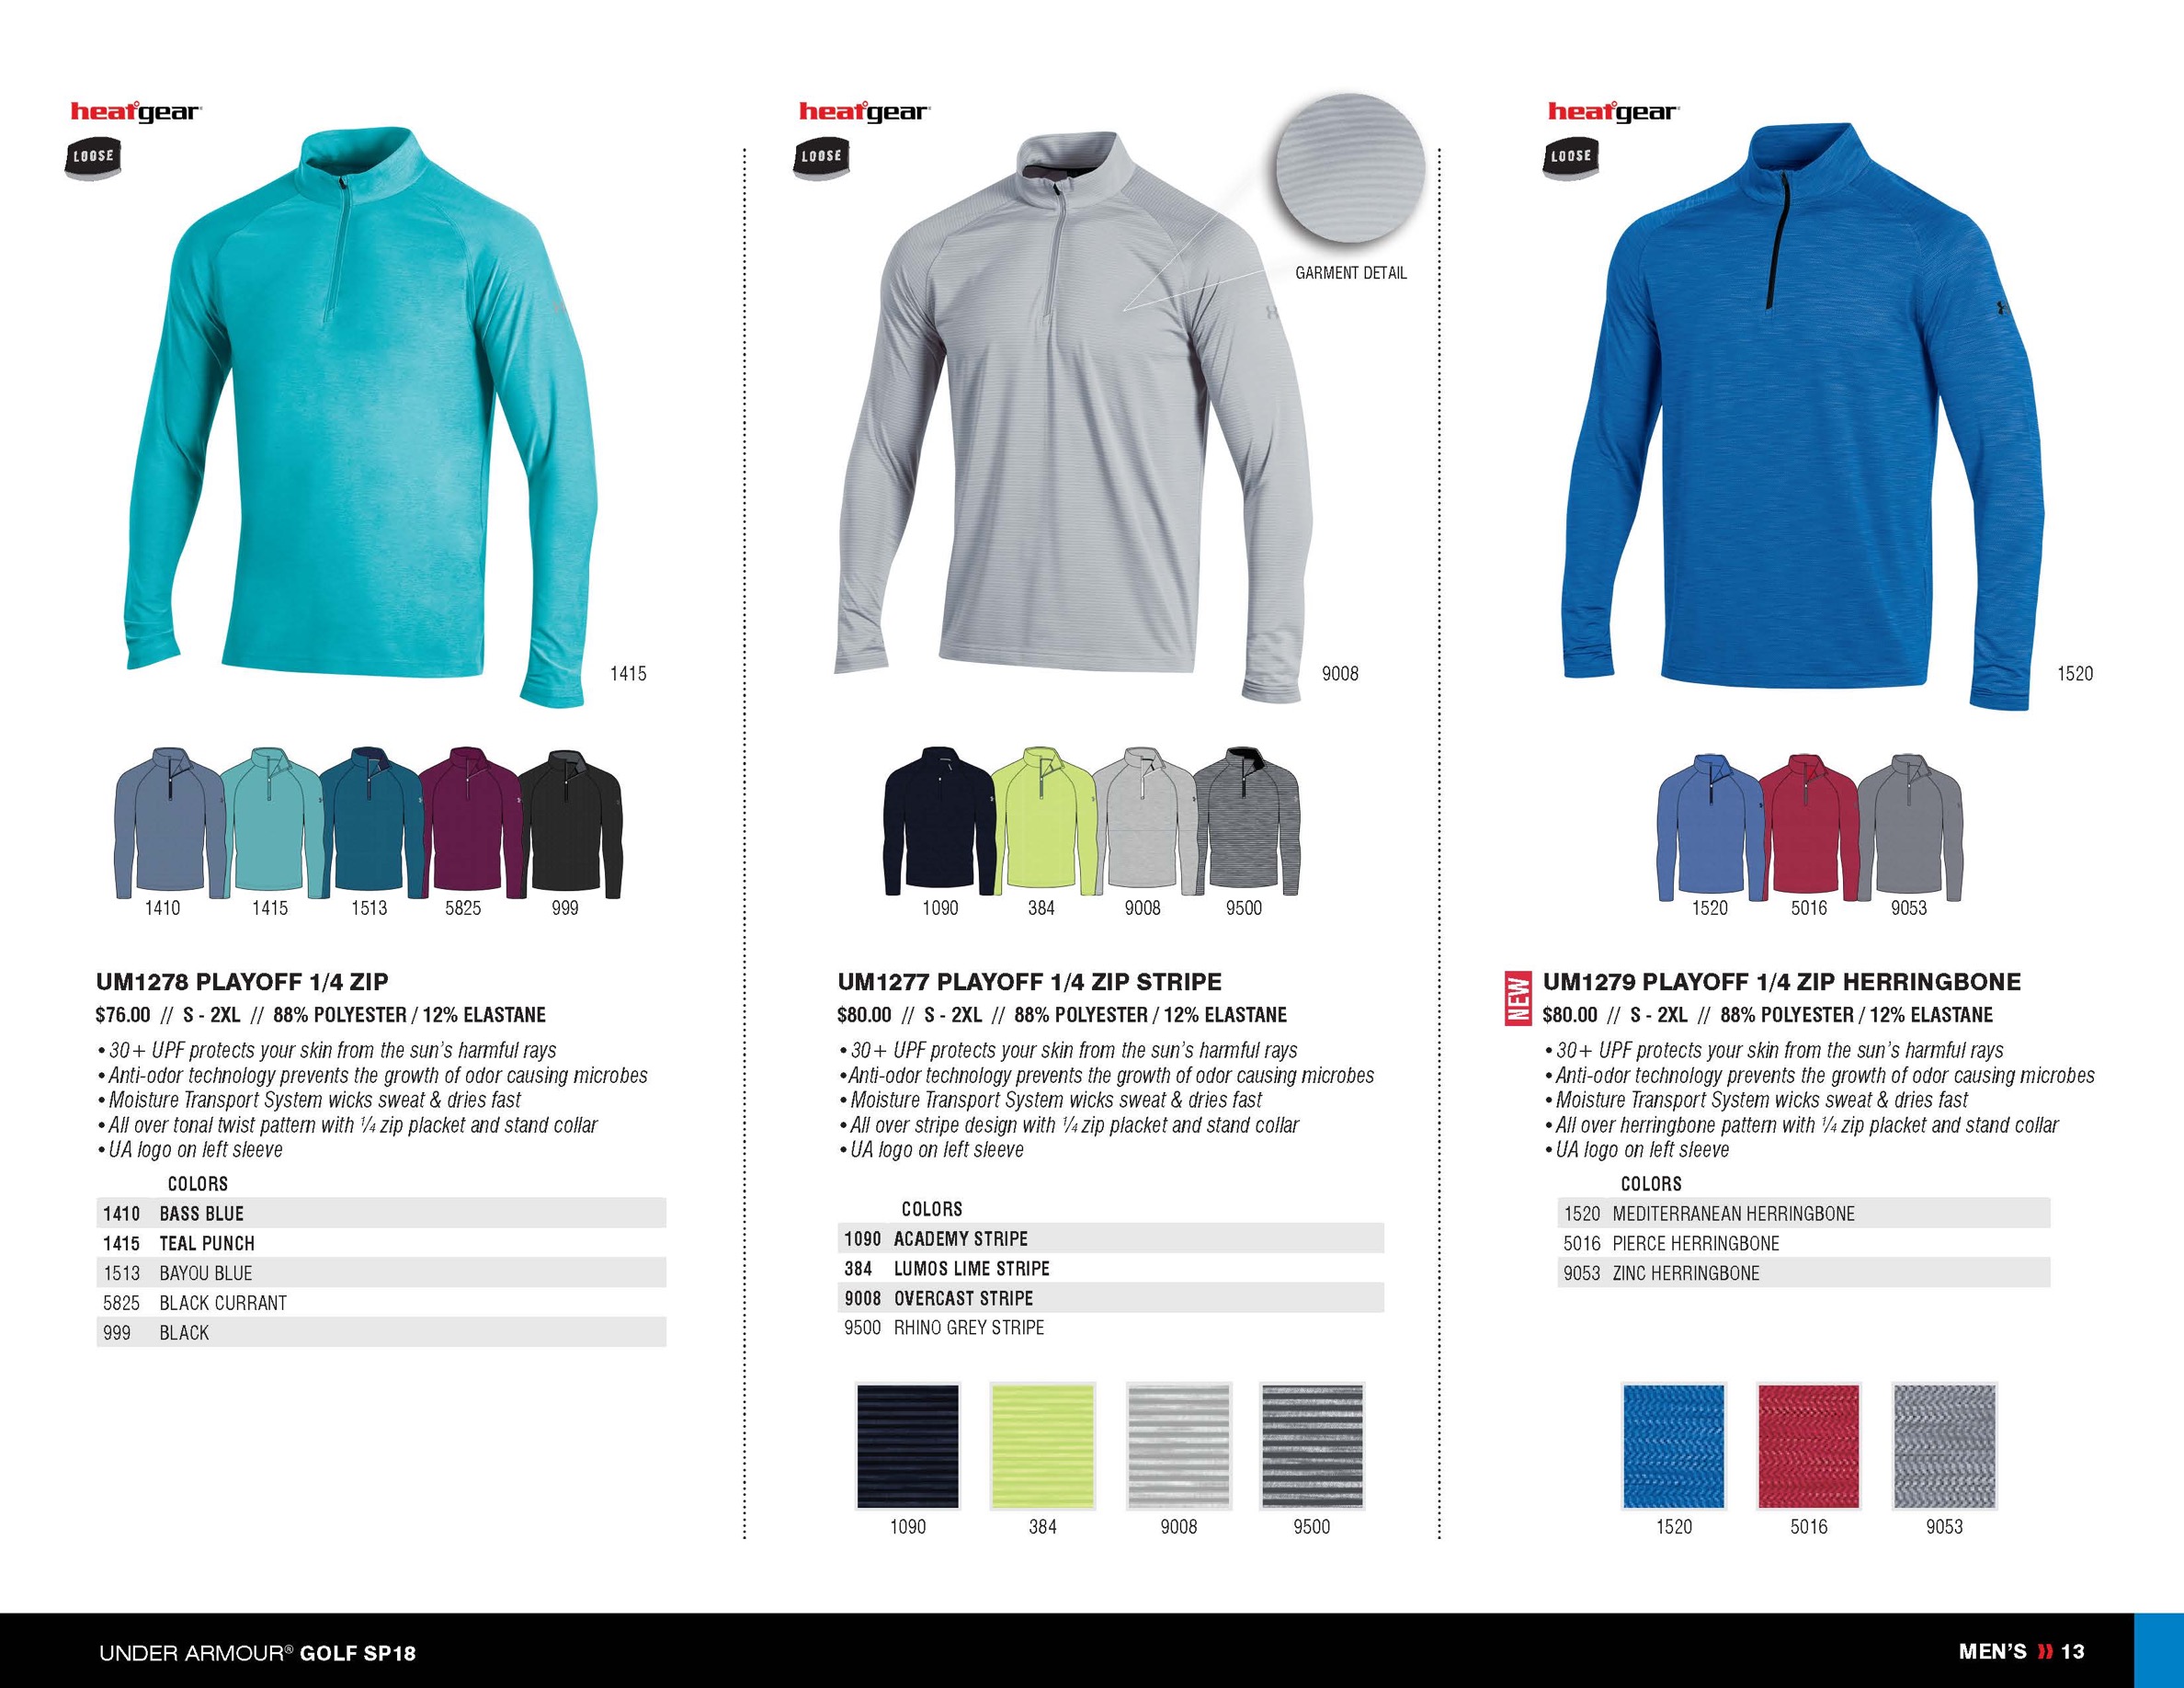 heatgear
LOOSE
1415
1410 1415 1513 5825 999
UM1278 PLAYOFF 1/4 ZIP
$76.00 // S - 2XL // 88% POLYESTER / 12% ELASTANE
• 30+ UPF protects your skin from the sun's harmful rays
• Anti-odor technology prevents the growth of odor causing microbes
• Moisture Transport System wicks sweat & dries fast
• All over tonal twist pattern with ¼ zip placket and stand collar
• UA logo on left sleeve
COLORS
1410 BASS BLUE
1415 TEAL PUNCH
1513 BAYOU BLUE
5825 BLACK CURRANT
999 BLACK
heatgear
LOOSE
GARMENT DETAIL
9008
1090 384 9008 9500
UM1277 PLAYOFF 1/4 ZIP STRIPE
$80.00 // S - 2XL // 88% POLYESTER / 12% ELASTANE
• 30+ UPF protects your skin from the sun's harmful rays
• Anti-odor technology prevents the growth of odor causing microbes
• Moisture Transport System wicks sweat & dries fast
• All over stripe design with ¼ zip placket and stand collar
• UA logo on left sleeve
COLORS
1090 ACADEMY STRIPE
384 LUMOS LIME STRIPE
9008 OVERCAST STRIPE
9500 RHINO GREY STRIPE
1090 384 9008 9500
heatgear
LOOSE
1520
1520 5016 9053
NEW
UM1279 PLAYOFF 1/4 ZIP HERRINGBONE
$80.00 // S - 2XL // 88% POLYESTER / 12% ELASTANE
• 30+ UPF protects your skin from the sun's harmful rays
• Anti-odor technology prevents the growth of odor causing microbes
• Moisture Transport System wicks sweat & dries fast
• All over herringbone pattern with ¼ zip placket and stand collar
• UA logo on left sleeve
COLORS
1520 MEDITERRANEAN HERRINGBONE
5016 PIERCE HERRINGBONE
9053 ZINC HERRINGBONE
1520 5016 9053
UNDER ARMOUR® GOLF SP18
MEN'S 13